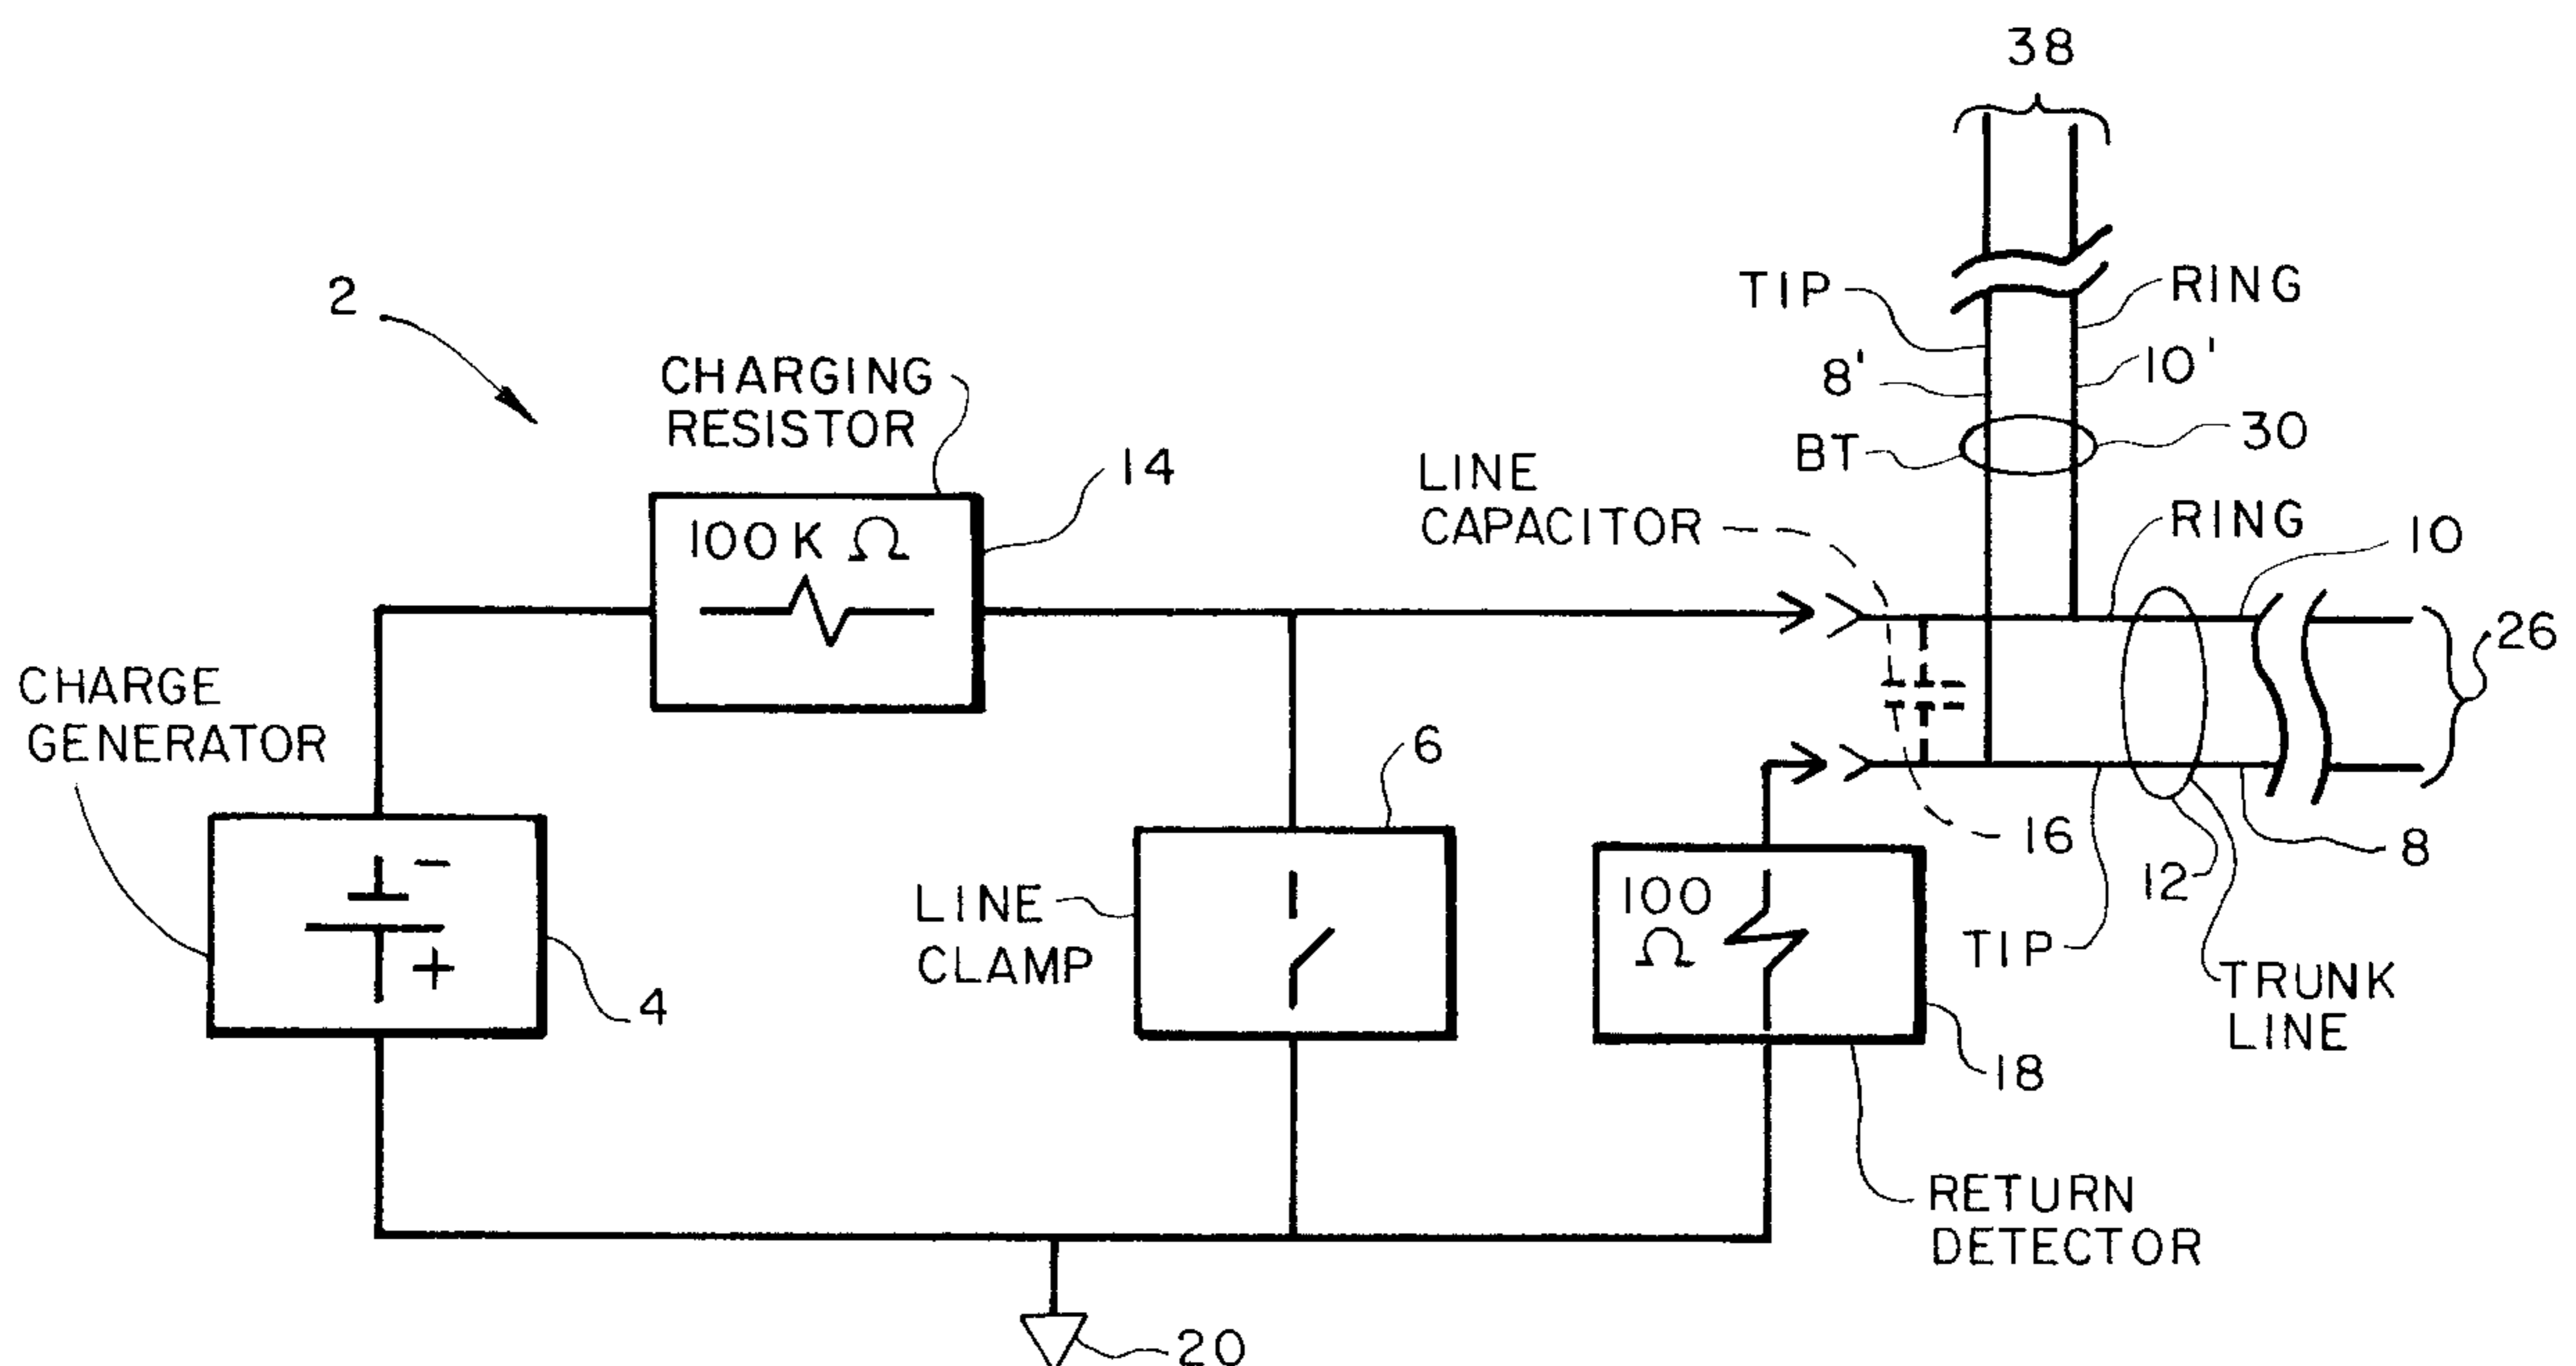 38
2
TIP
RING
8'
10'
CHARGING
RESISTOR
14
BT
30
LINE
CAPACITOR
RING
10
100 K Ω
26
CHARGE
GENERATOR
6
16
8
12
−
+
4
LINE
CLAMP
100
Ω
TIP
TRUNK
LINE
18
RETURN
DETECTOR
20